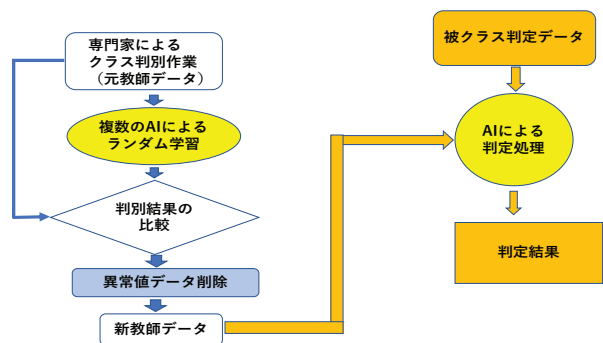 専門家による
クラス判別作業
（元教師データ）
複数のAIによる
ランダム学習
判別結果の
比較
異常値データ削除
新教師データ
被クラス判定データ
AIによる
判定処理
判定結果